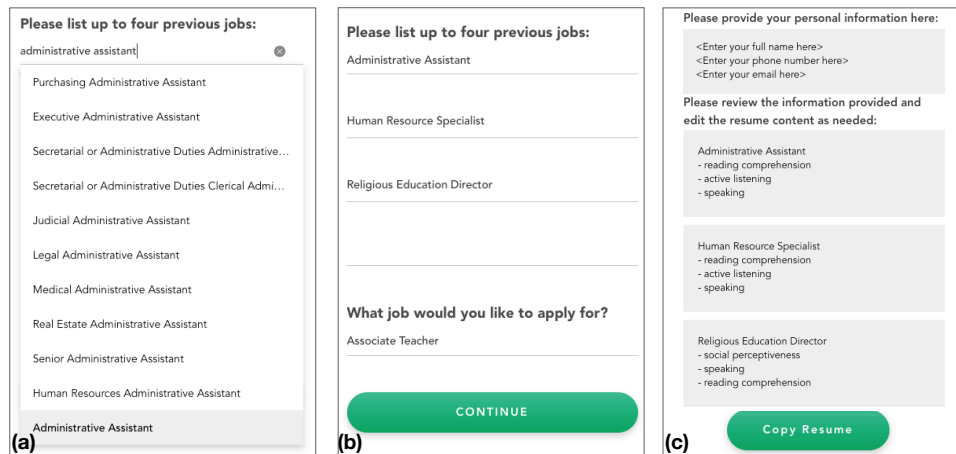 Please list up to four previous jobs:
administrative assistant
Purchasing Administrative Assistant
Executive Administrative Assistant
Secretarial or Administrative Duties Administrative...
Secretarial or Administrative Duties Clerical Admi...
Judicial Administrative Assistant
Legal Administrative Assistant
Medical Administrative Assistant
Real Estate Administrative Assistant
Senior Administrative Assistant
Human Resources Administrative Assistant
Administrative Assistant
(a)
Please list up to four previous jobs:
Administrative Assistant
Human Resource Specialist
Religious Education Director
What job would you like to apply for?
Associate Teacher
CONTINUE
(b)
Please provide your personal information here:
<Enter your full name here>
<Enter your phone number here>
<Enter your email here>
Please review the information provided and
edit the resume content as needed:
Administrative Assistant
- reading comprehension
- active listening
- speaking
Human Resource Specialist
- reading comprehension
- active listening
- speaking
Religious Education Director
- social perceptiveness
- speaking
- reading comprehension
Copy Resume
(c)